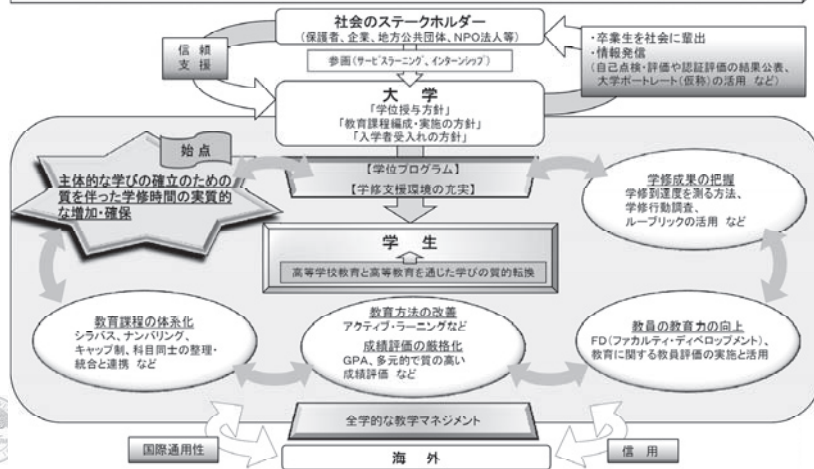 社会のステークホルダー
(保護者、企業、地方公共団体、NPO法人等)
信 頼
支 援
参画(サービスラーニング、インターンシップ)
・卒業生を社会に輩出
・情報発信
(自己点検・評価や認証評価の結果公表、
大学ポートレート(仮称)の活用 など)
大 学
「学位授与方針」
「教育課程編成・実施の方針」
「入学者受入れの方針」
始 点
主体的な学びの確立のための
質を伴った学修時間の実質的
な増加・確保
【学位プログラム】
【学修支援環境の充実】
学修成果の把握
学修到達度を測る方法、
学修行動調査、
ルーブリックの活用 など
学 生
高等学校教育と高等教育を通じた学びの質的転換
教育課程の体系化
シラバス、ナンバリング、
キャップ制、科目同士の整理・
統合と連携 など
教育方法の改善
アクティブ・ラーニングなど
成績評価の厳格化
GPA、多元的で質の高い
成績評価 など
教員の教育力の向上
FD(ファカルティ・ディベロップメント)、
教育に関する教員評価の実施と活用
全学的な教学マネジメント
国際通用性
海 外
信 用